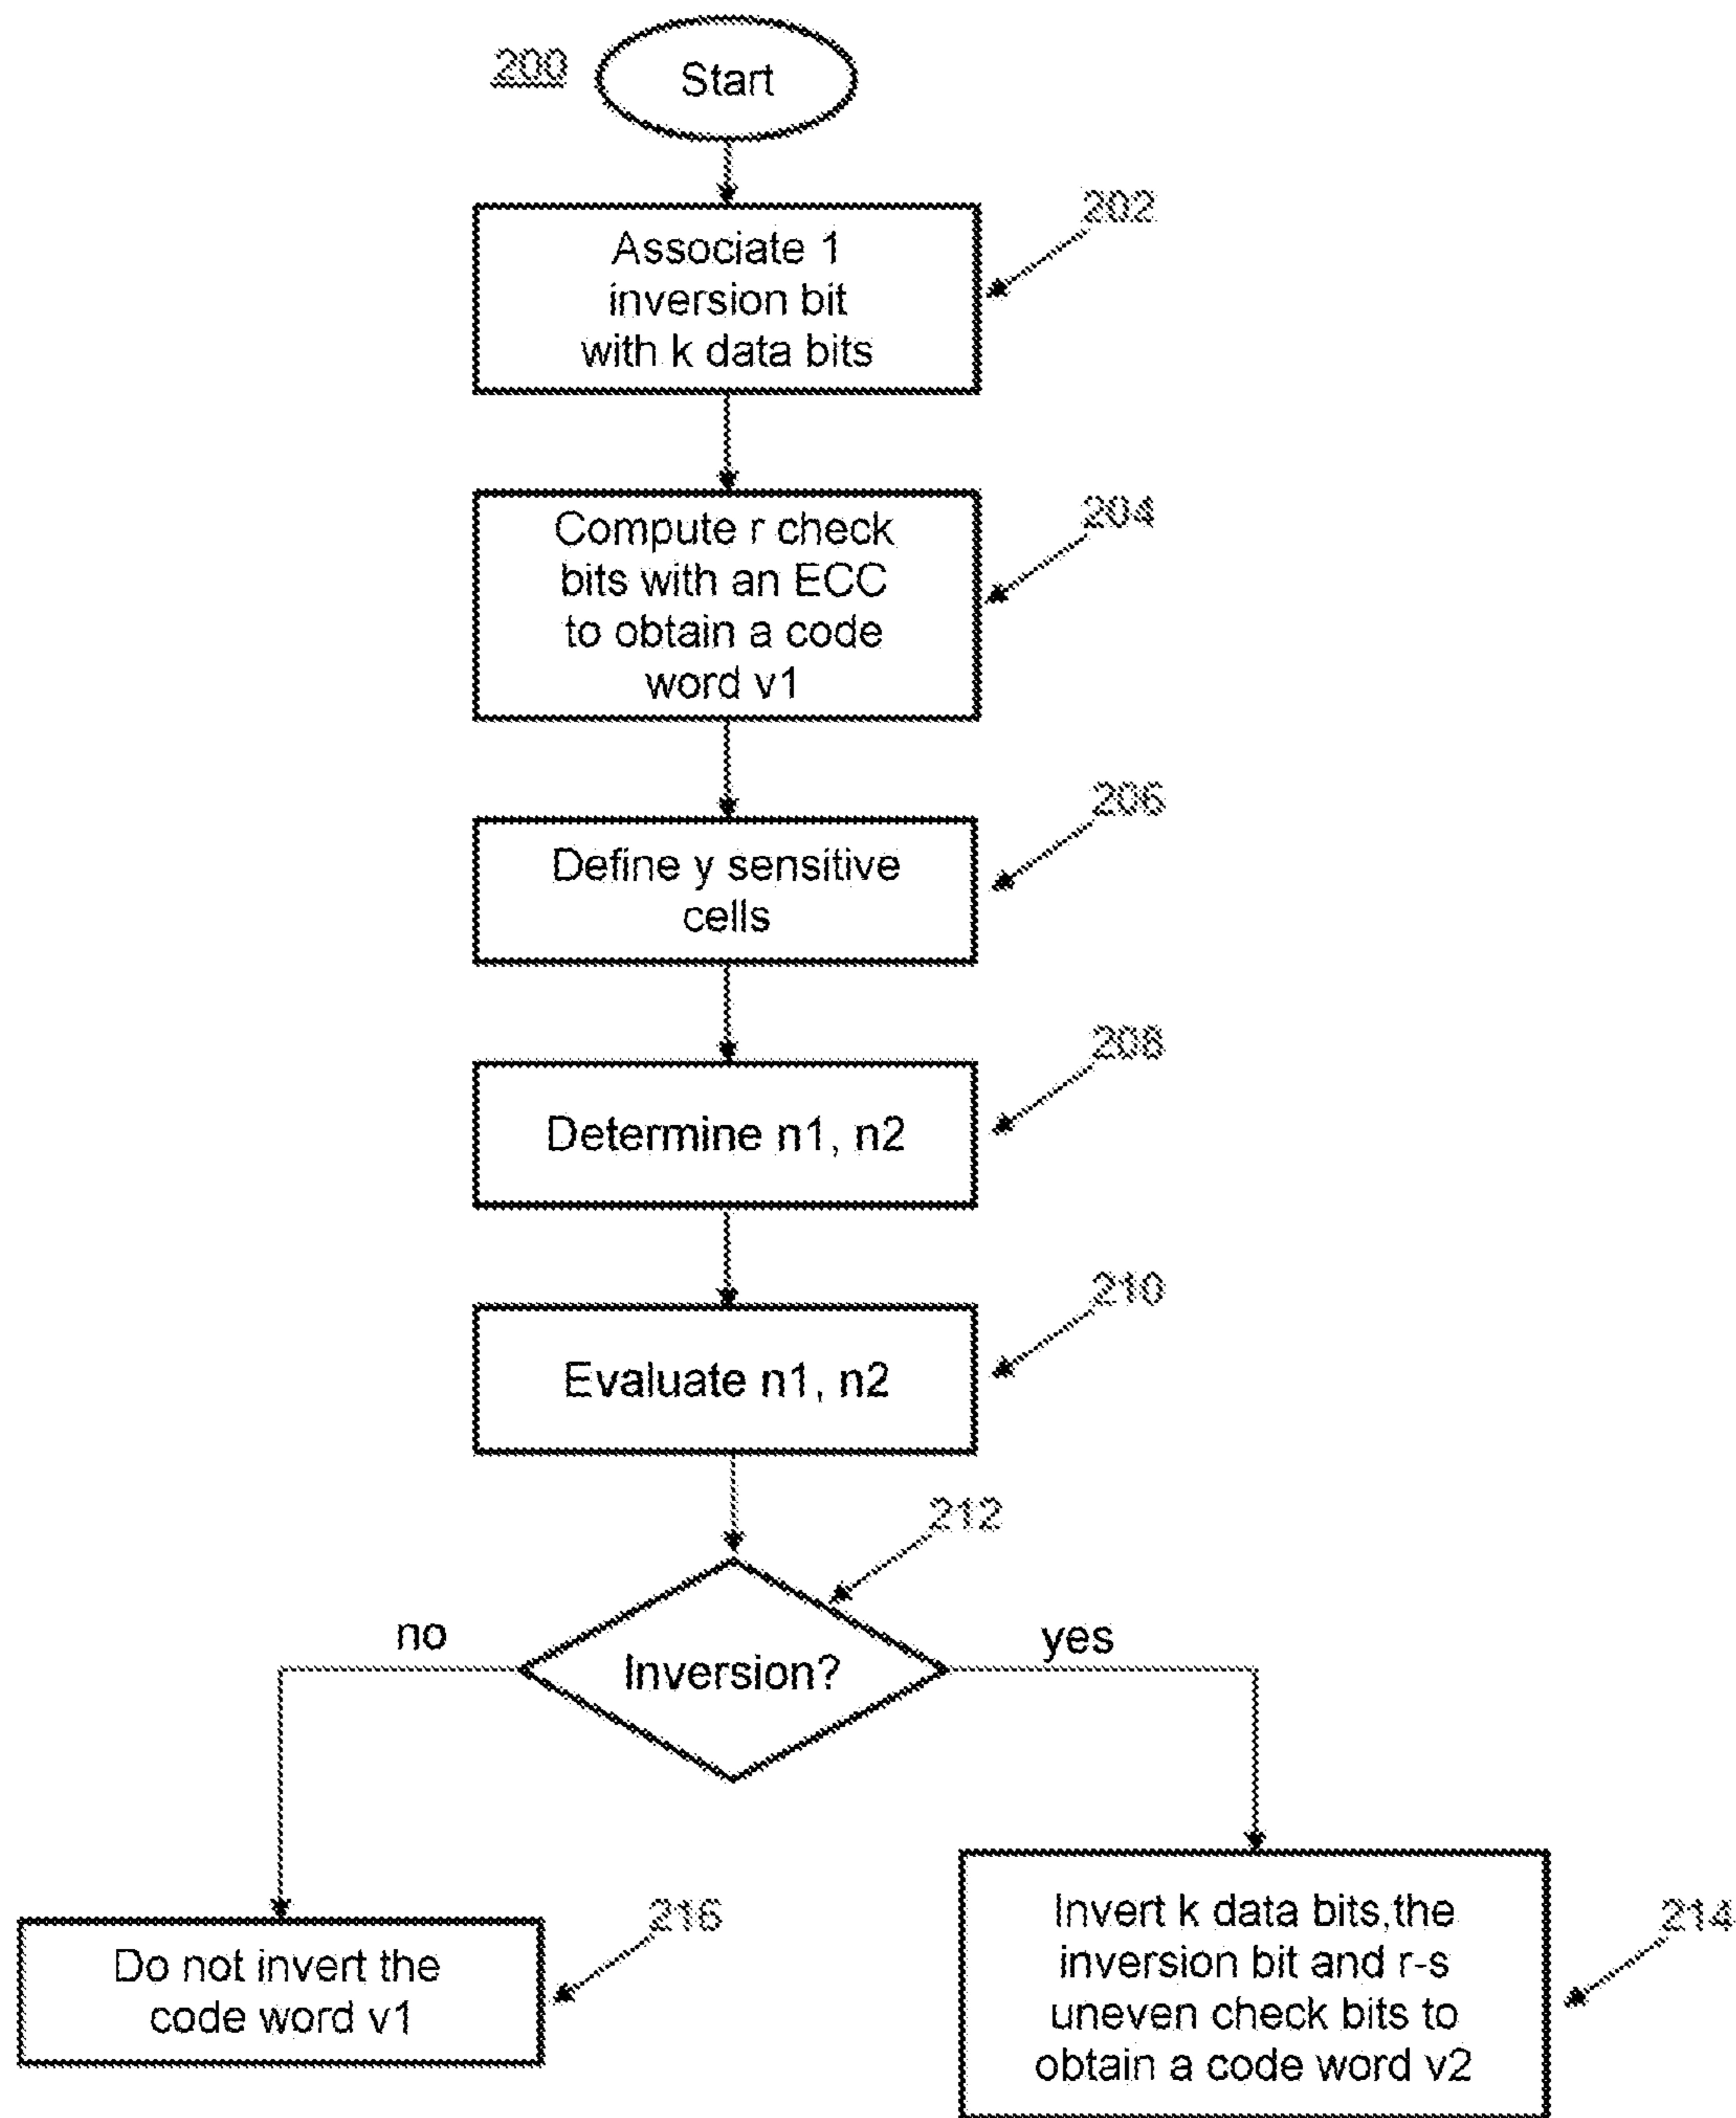 200
Start
202
Associate 1
inversion bit
with k data bits
204
Compute r check
bits with an ECC
to obtain a code
word v1
206
Define y sensitive
cells
208
Determine n1, n2
210
Evaluate n1, n2
212
no
yes
Inversion?
216
Do not invert the
code word v1
214
Invert k data bits,the
inversion bit and r-s
uneven check bits to
obtain a code word v2